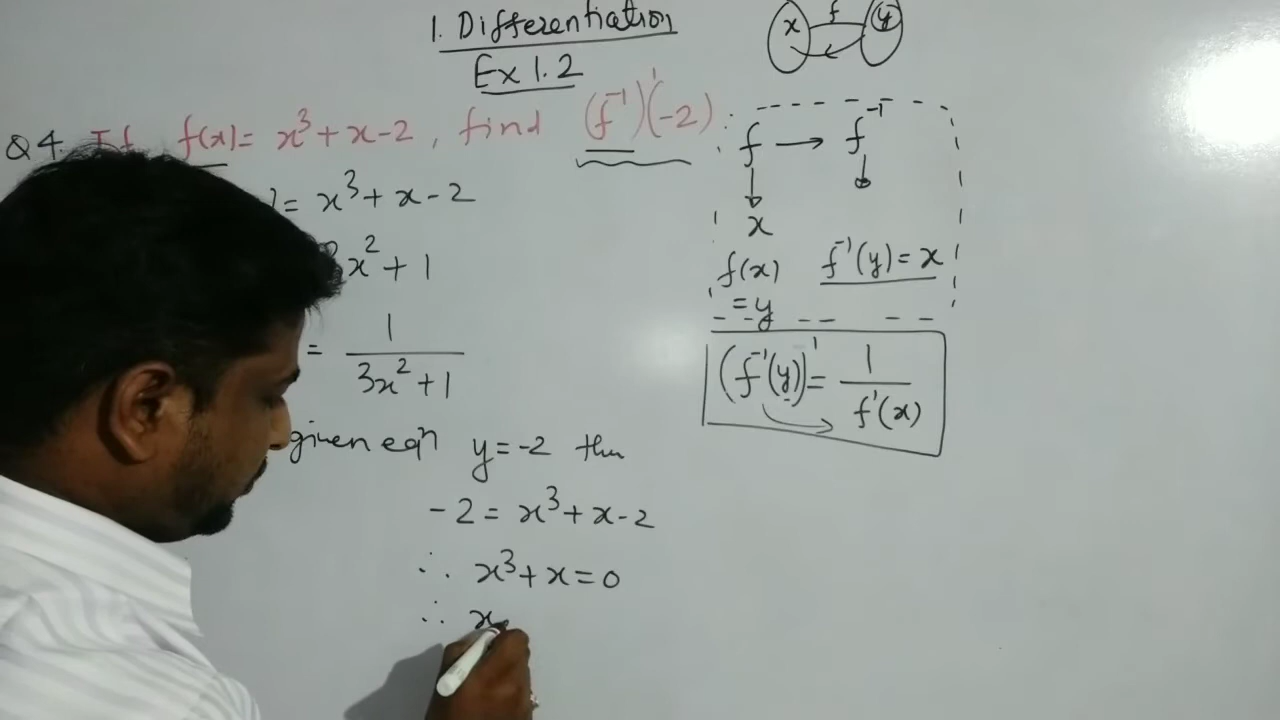 1. Differentiation
Ex 1.2
Q4. If f(x) = x³ + x - 2, find (f⁻¹)'(-2)
= x³ + x - 2
x² + 1
= 1/(3x² + 1)
given eqⁿ y = -2 then
-2 = x³ + x - 2
∴ x³ + x = 0
∴ x
x f y
f → f⁻¹
x
f(x) f⁻¹(y) = x
= y
(f⁻¹(y))' = 1/f'(x)